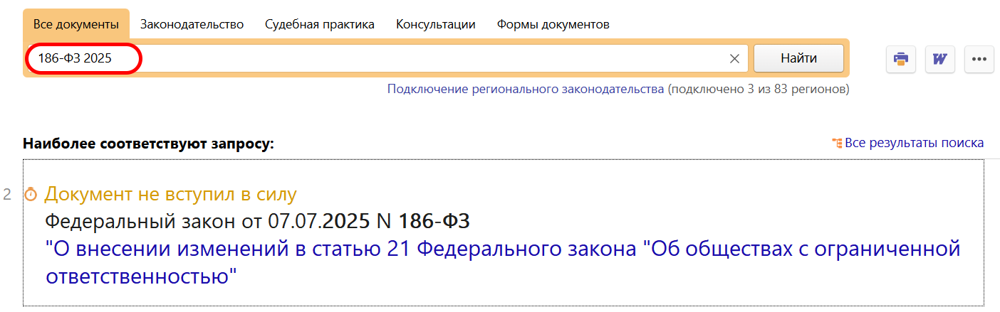 Все документы Законодательство Судебная практика Консультации Формы документов
186-ФЗ 2025 Найти
Подключение регионального законодательства (подключено 3 из 83 регионов)
Наиболее соответствуют запросу: Все результаты поиска
2 Документ не вступил в силу
Федеральный закон от 07.07.2025 N 186-ФЗ
"О внесении изменений в статью 21 Федерального закона "Об обществах с ограниченной
ответственностью"